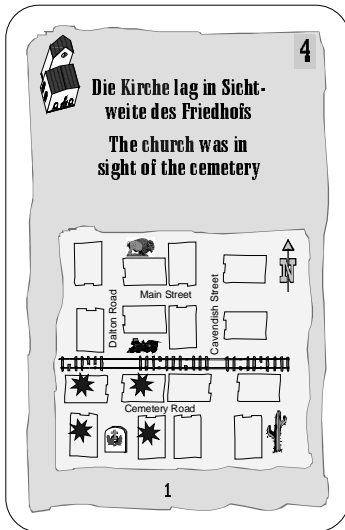 4
Die Kirche lag in Sicht-
weite des Friedhofs
The church was in
sight of the cemetery
N
Main Street
Dalton Road
Cavendish Street
Cemetery Road
1